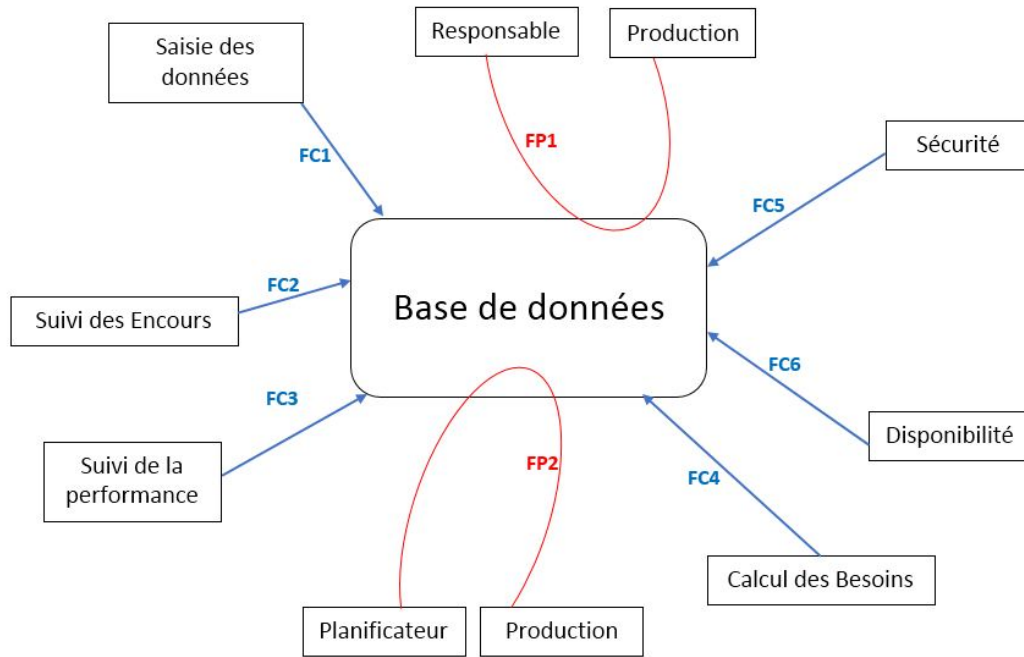 Responsable
Production
Saisie des
données
FP1
FC1
Sécurité
FC5
FC2
Base de données
Suivi des Encours
FC6
FC3
Disponibilité
Suivi de la
performance
FP2
FC4
Calcul des Besoins
Planificateur
Production